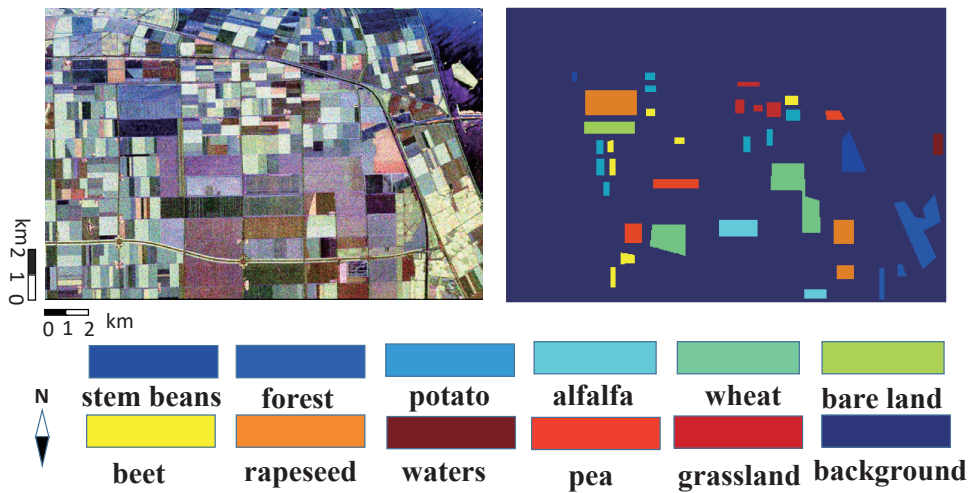 km
2 1 0
0 1 2
km
stem beans forest potato alfalfa wheat bare land
N
beet rapeseed waters pea grassland background